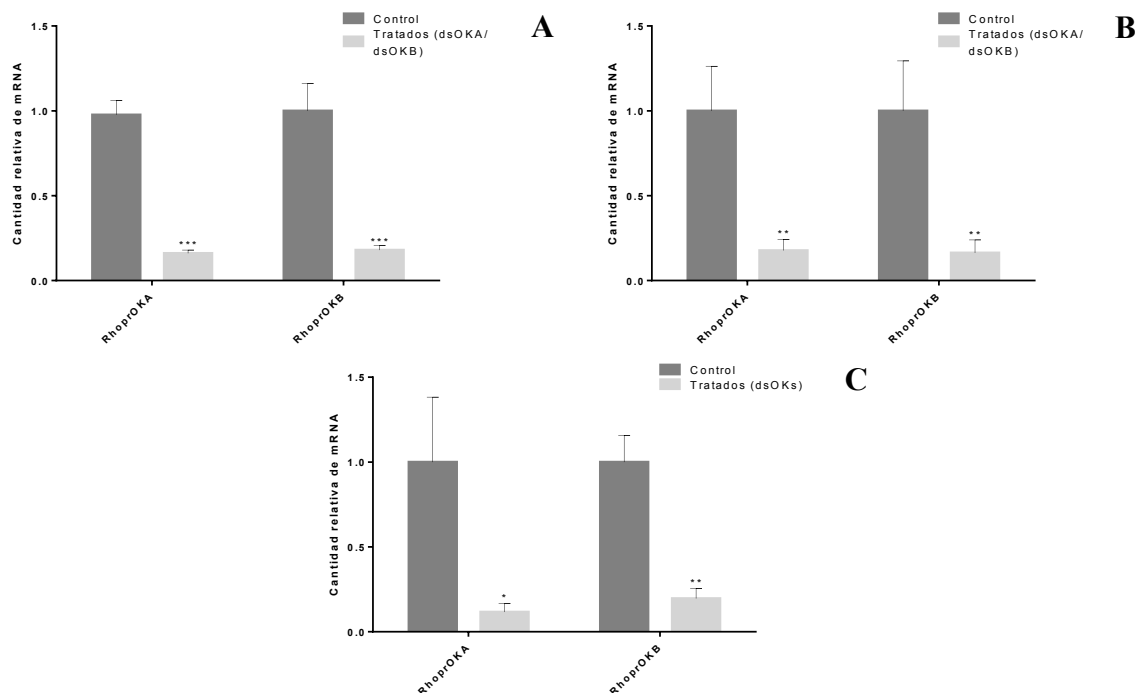 Control
Tratados (dsOKA/
dsOKB)
A
Cantidad relativa de mRNA
1.5
1.0
0.5
0.0
***
***
RhoprOKA
RhoprOKB
Control
Tratados (dsOKA/
dsOKB)
B
Cantidad relativa de mRNA
1.5
1.0
0.5
0.0
**
**
RhoprOKA
RhoprOKB
Control
Tratados (dsOKs)
C
Cantidad relativa de mRNA
1.5
1.0
0.5
0.0
*
**
RhoprOKA
RhoprOKB